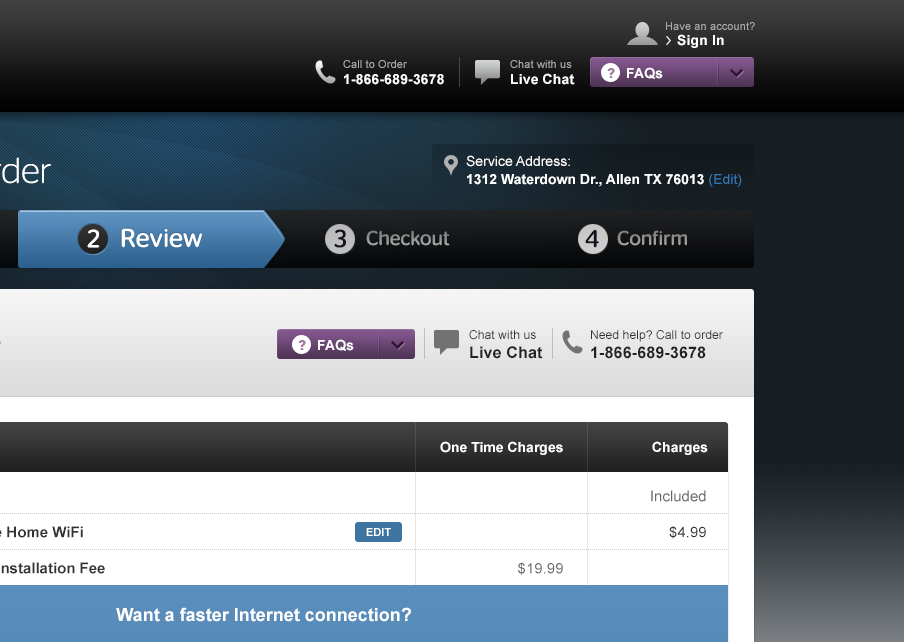 Have an account?
> Sign In
Call to Order
1-866-689-3678
Chat with us
Live Chat
? FAQs
Service Address:
1312 Waterdown Dr., Allen TX 76013 (Edit)
2 Review
3 Checkout
4 Confirm
? FAQs
Chat with us
Live Chat
Need help? Call to order
1-866-689-3678
One Time Charges Charges
Included
Home WiFi EDIT $4.99
nstallation Fee $19.99
Want a faster Internet connection?